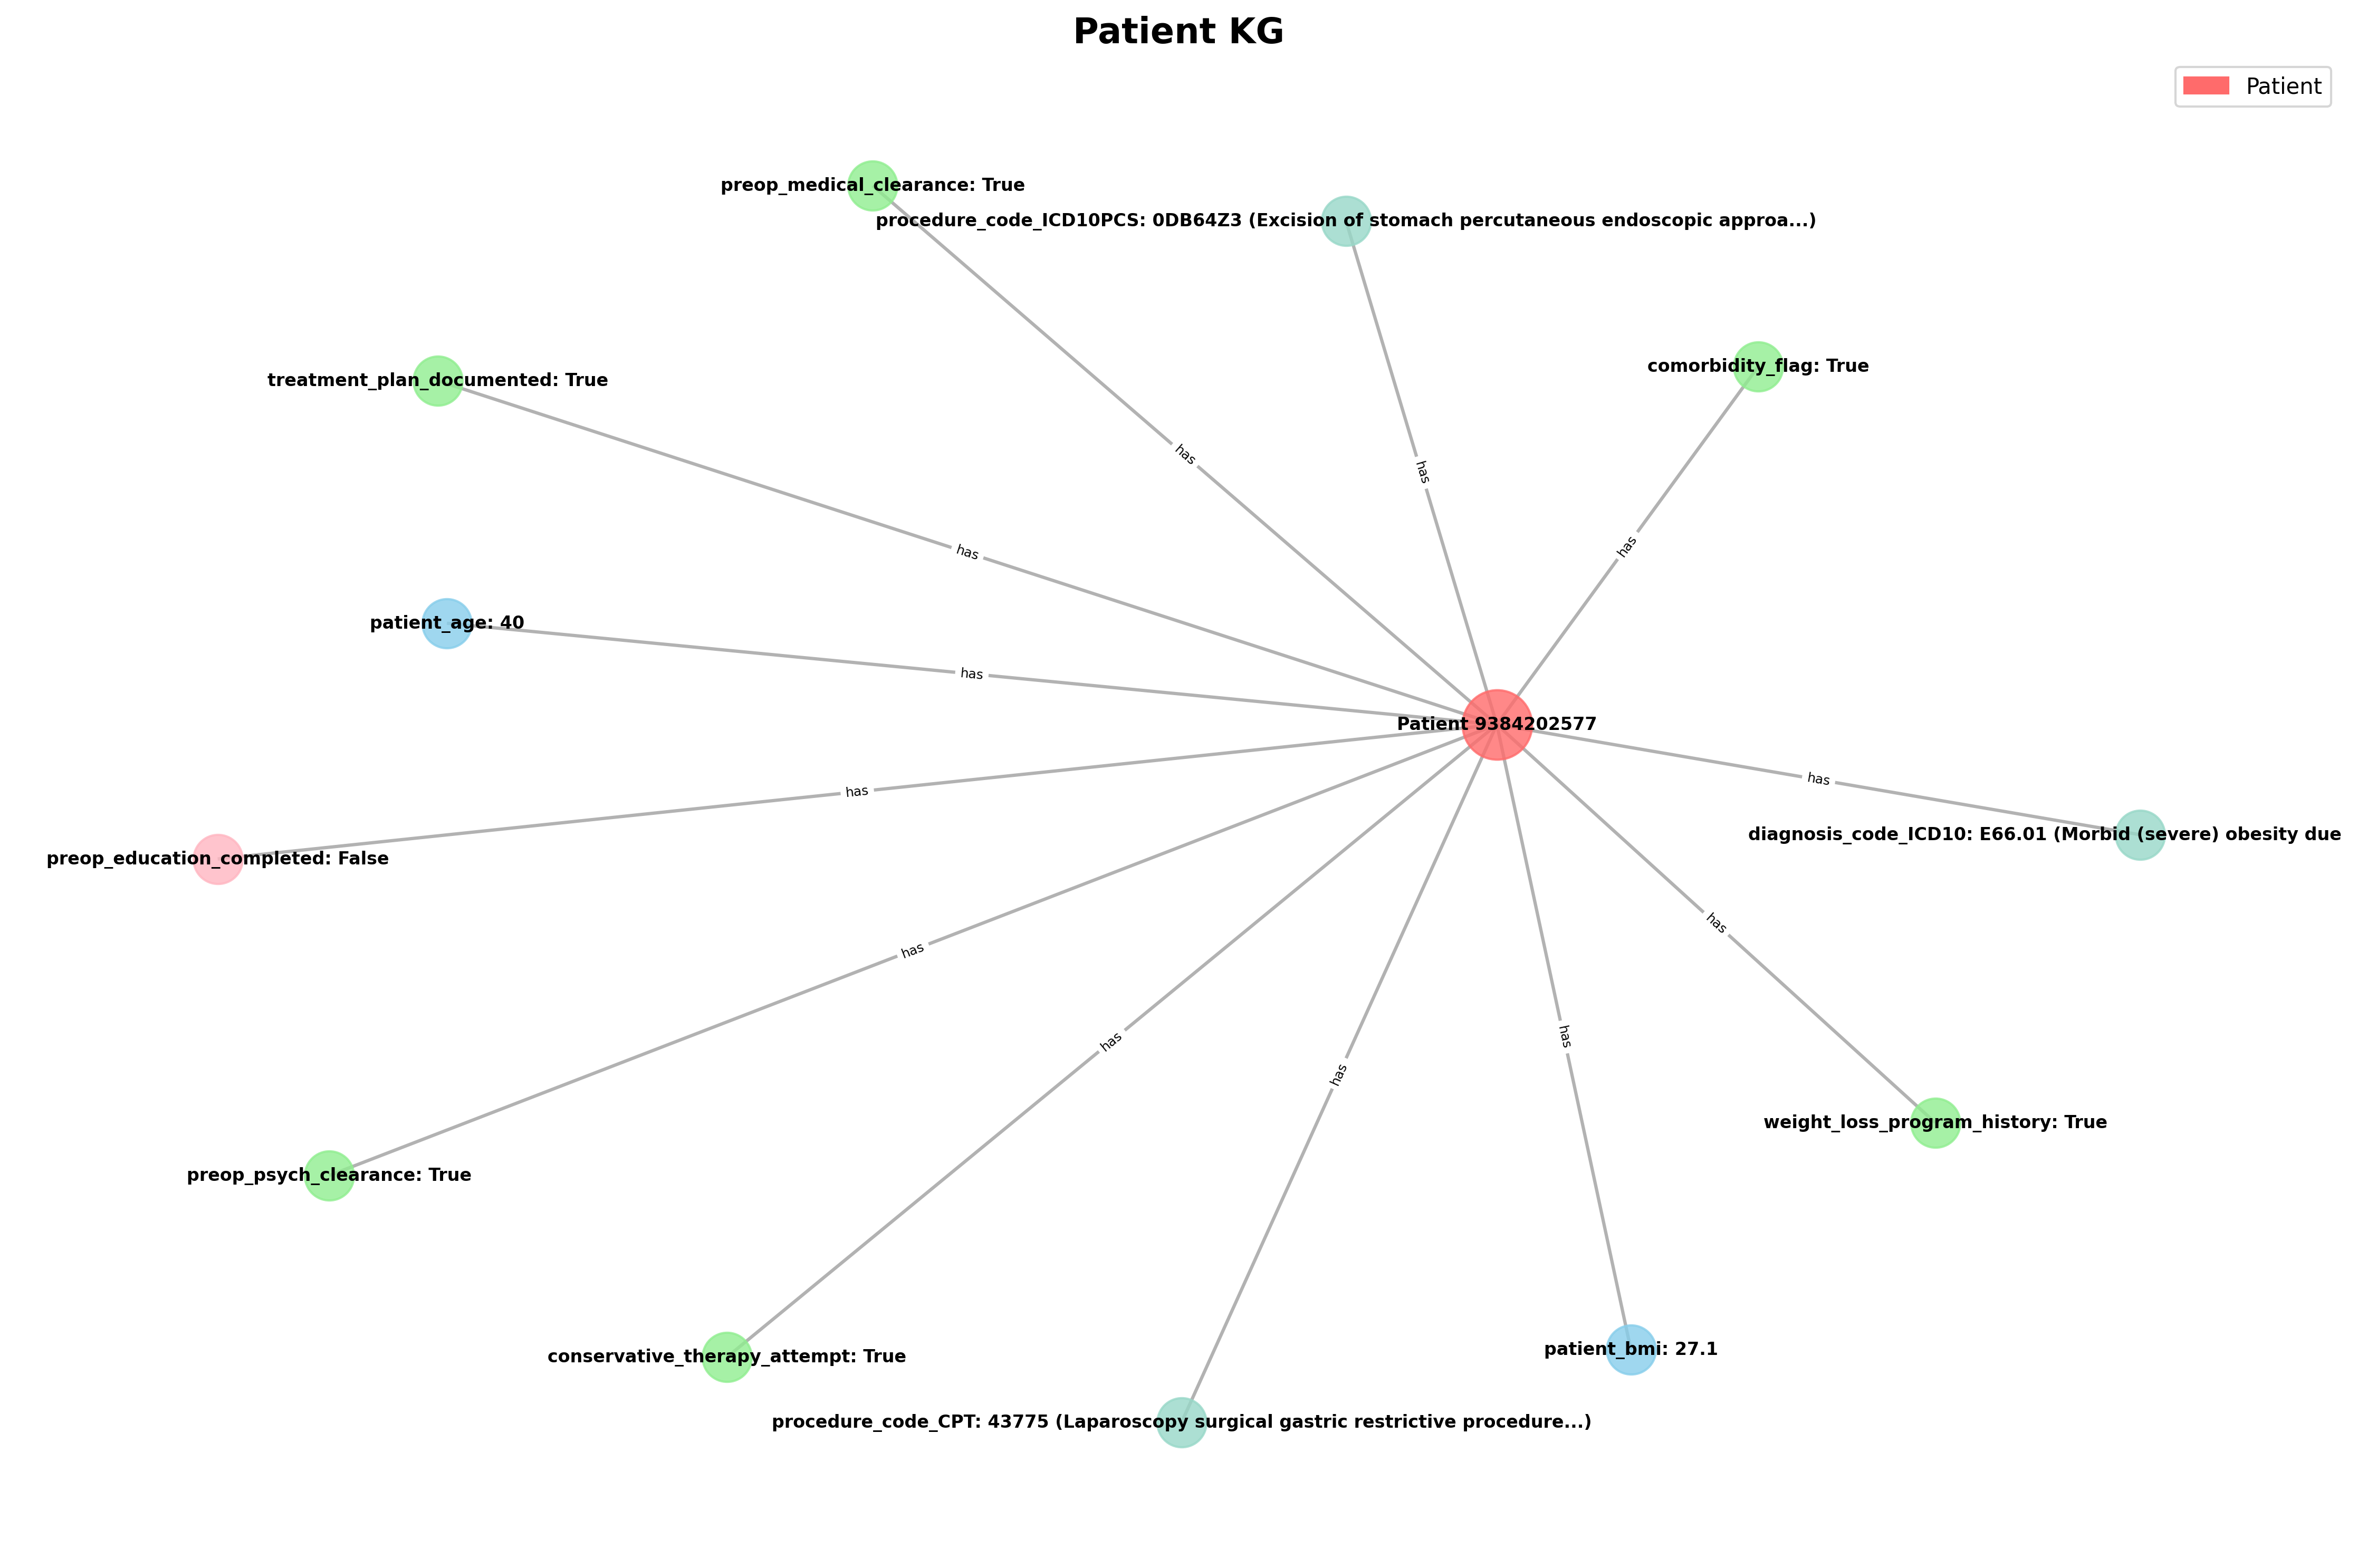 Patient KG
Patient
preop_medical_clearance: True
procedure_code_ICD10PCS: 0DB64Z3 (Excision of stomach percutaneous endoscopic approa...)
comorbidity_flag: True
treatment_plan_documented: True
has
has
has
has
patient_age: 40
has
Patient 9384202577
has
has
diagnosis_code_ICD10: E66.01 (Morbid (severe) obesity due
preop_education_completed: False
has
has
has
has
has
weight_loss_program_history: True
preop_psych_clearance: True
patient_bmi: 27.1
conservative_therapy_attempt: True
procedure_code_CPT: 43775 (Laparoscopy surgical gastric restrictive procedure...)